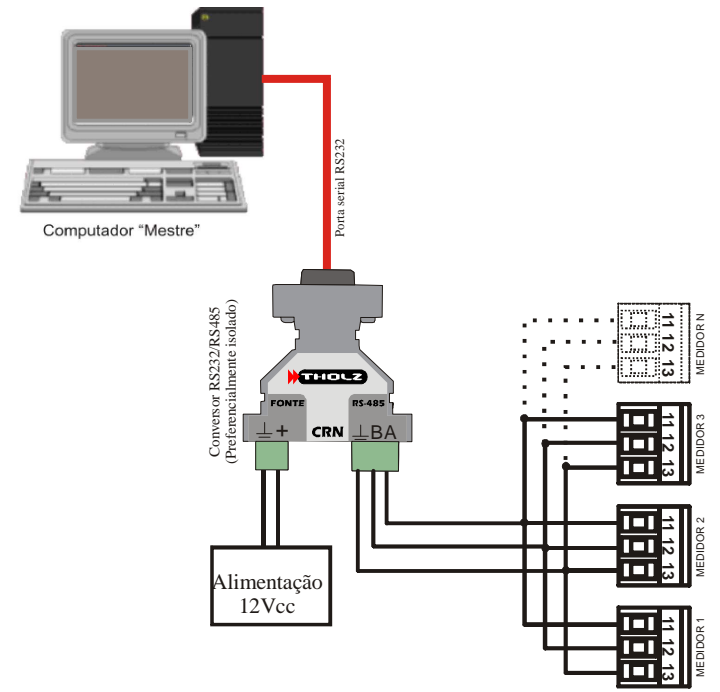 Computador “Mestre”
Porta serial RS232
Conversor RS232/RS485
(Preferencialmente isolado)
THOLZ
FONTE
RS-485
+
CRN
BA
Alimentação
12Vcc
11
12
13
MEDIDOR N
11
12
13
MEDIDOR 3
11
12
13
MEDIDOR 2
11
12
13
MEDIDOR 1